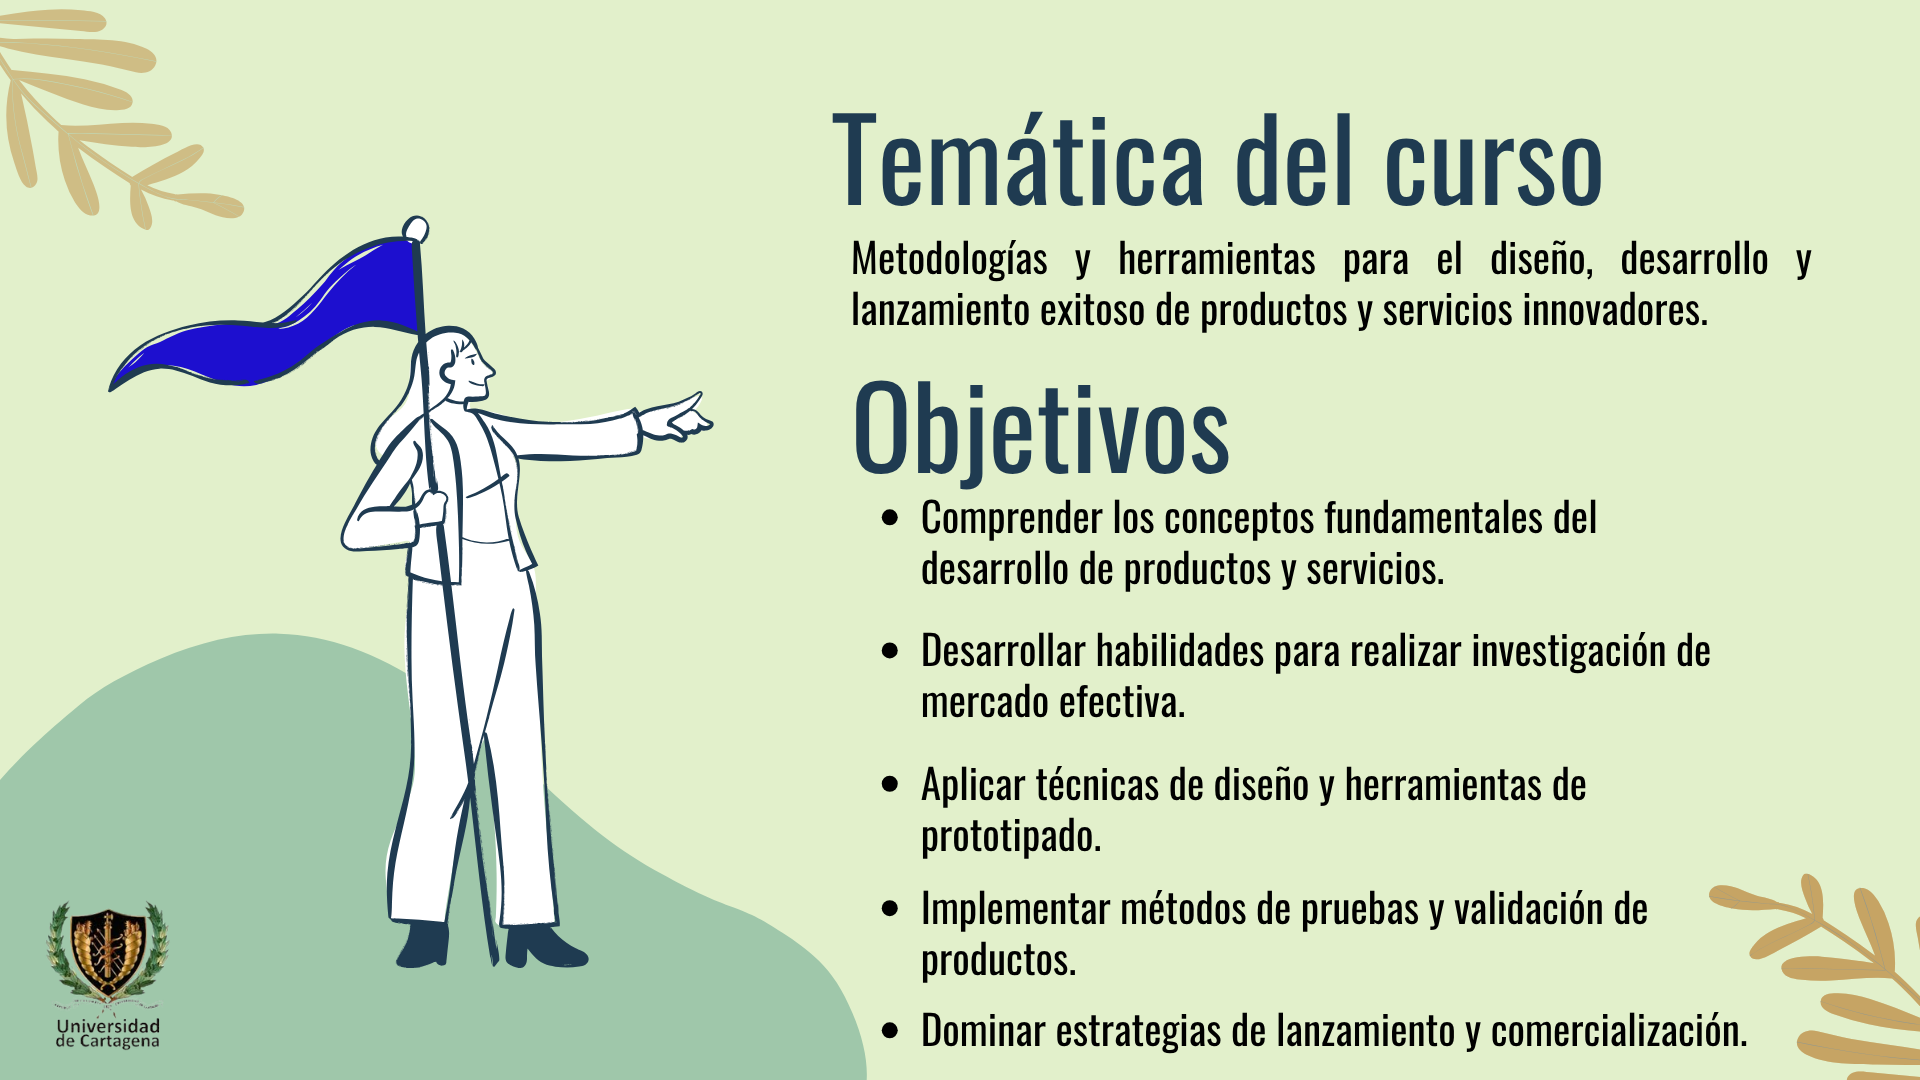 Temática del curso
Metodologías y herramientas para el diseño, desarrollo y
lanzamiento exitoso de productos y servicios innovadores.
Objetivos
• Comprender los conceptos fundamentales del
desarrollo de productos y servicios.
• Desarrollar habilidades para realizar investigación de
mercado efectiva.
• Aplicar técnicas de diseño y herramientas de
prototipado.
• Implementar métodos de pruebas y validación de
productos.
• Dominar estrategias de lanzamiento y comercialización.
Universidad
de Cartagena